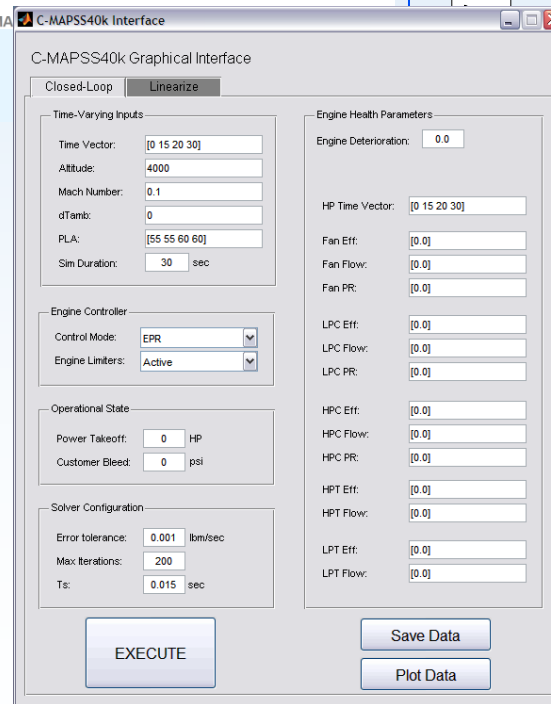 MA
C-MAPSS40k Interface
C-MAPSS40k Graphical Interface
Closed-Loop
Linearize
Time-Varying Inputs
Time Vector: [0 15 20 30]
Altitude: 4000
Mach Number: 0.1
dTamb: 0
PLA: [55 55 60 60]
Sim Duration: 30 sec
Engine Controller
Control Mode: EPR
Engine Limiters: Active
Operational State
Power Takeoff: 0 HP
Customer Bleed: 0 psi
Solver Configuration
Error tolerance: 0.001 lbm/sec
Max Iterations: 200
Ts: 0.015 sec
EXECUTE
Engine Health Parameters
Engine Deterioration: 0.0
HP Time Vector: [0 15 20 30]
Fan Eff: [0.0]
Fan Flow: [0.0]
Fan PR: [0.0]
LPC Eff: [0.0]
LPC Flow: [0.0]
LPC PR: [0.0]
HPC Eff: [0.0]
HPC Flow: [0.0]
HPC PR: [0.0]
HPT Eff: [0.0]
HPT Flow: [0.0]
LPT Eff: [0.0]
LPT Flow: [0.0]
Save Data
Plot Data